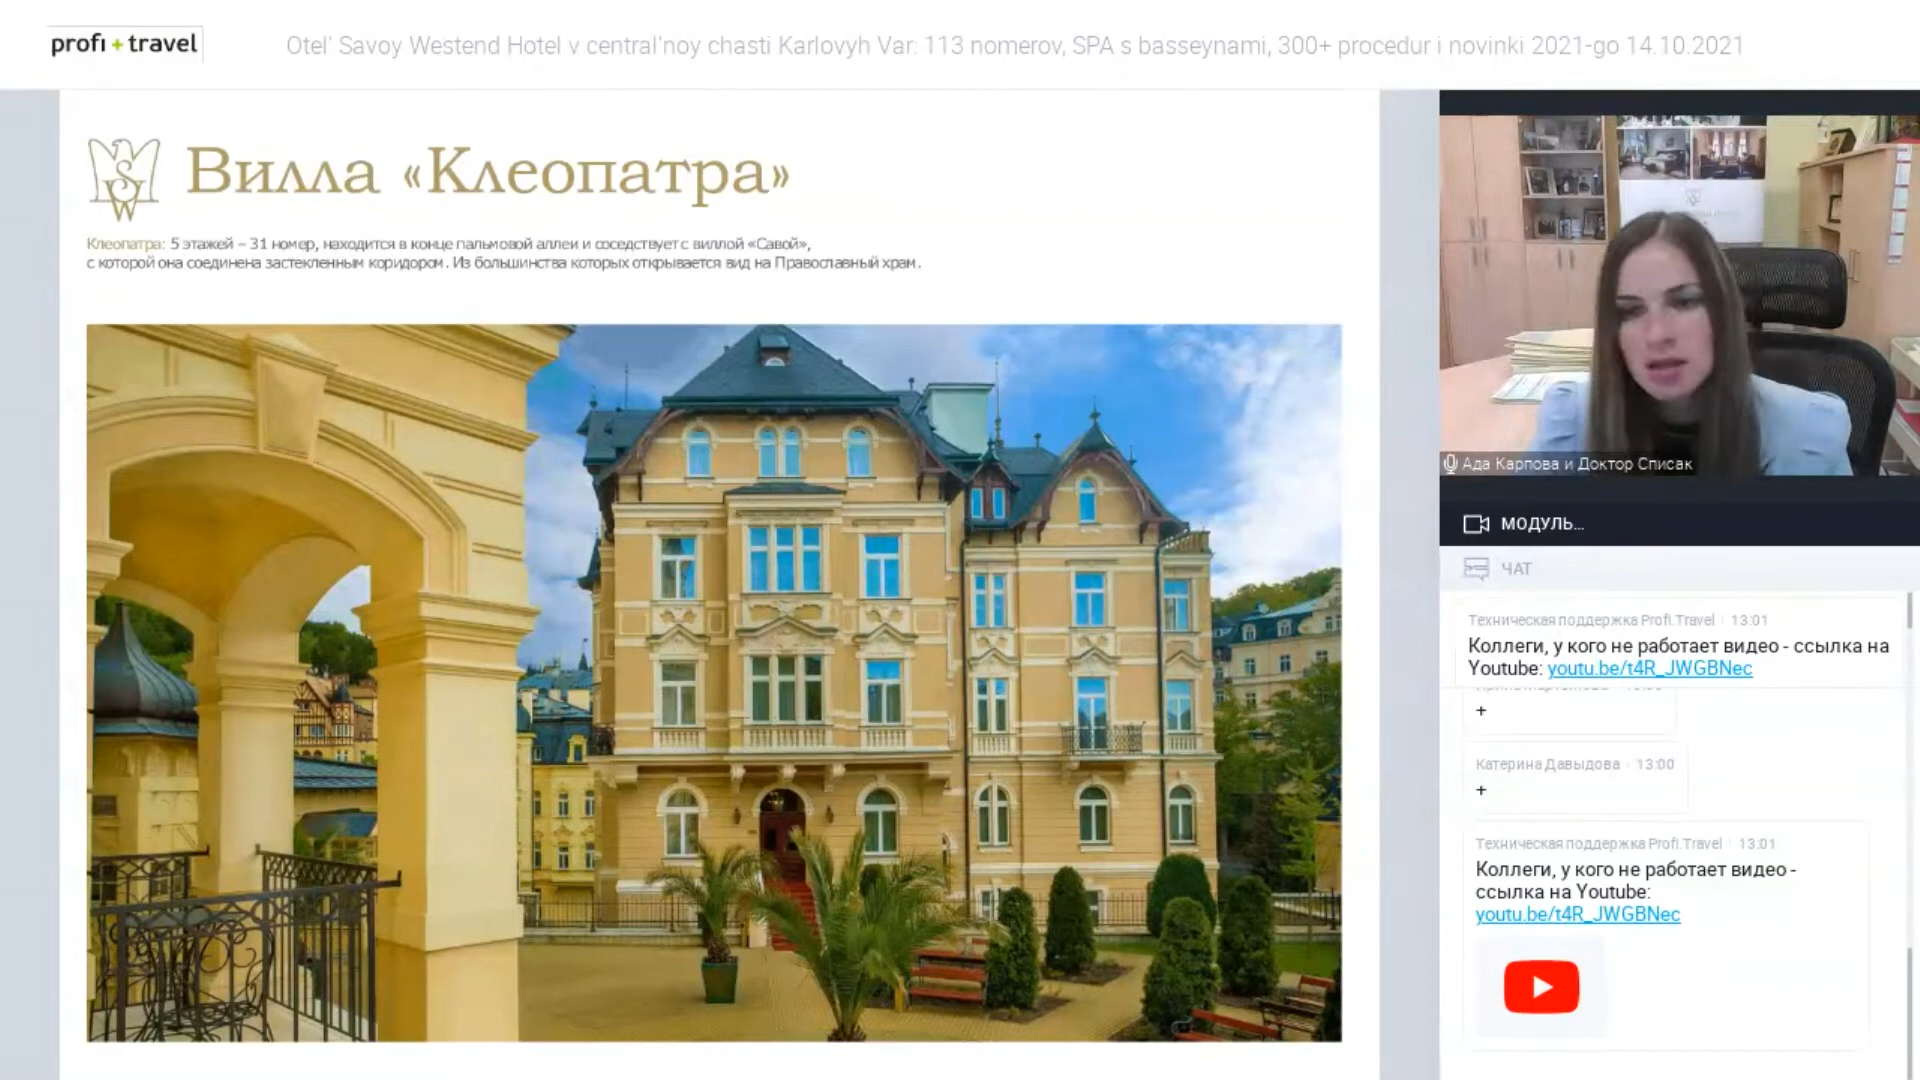 profi + travel
Otel' Savoy Westend Hotel v central'noy chasti Karlovyh Var: 113 nomerov, SPA s basseynami, 300+ procedur i novinki 2021-go 14.10.2021
Вилла «Клеопатра»
Клеопатра: 5 этажей – 31 номер, находится в конце пальмовой аллеи и соседствует с виллой «Савой»,
с которой она соединена застекленным коридором. Из большинства которых открывается вид на Православный храм.
Ада Карпова и Доктор Списак
МОДУЛЬ...
ЧАТ
Техническая поддержка Profi.Travel 13:01
Коллеги, у кого не работает видео - ссылка на
Youtube: youtu.be/t4R_JWGBNec
+
Катерина Давыдова 13:00
+
Техническая поддержка Profi.Travel 13:01
Коллеги, у кого не работает видео -
ссылка на Youtube:
youtu.be/t4R_JWGBNec